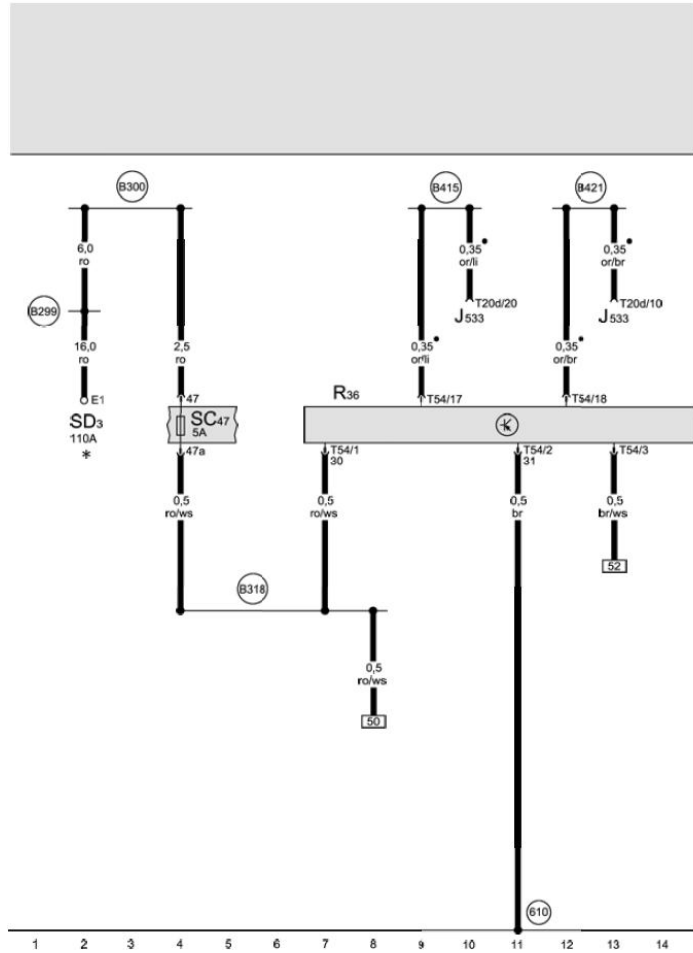 B300
B415
B421
6,0
ro
0,35
or/li
0,35
or/br
B299
T20d/20
J533
T20d/10
J533
16,0
ro
2,5
ro
0,35
or/li
0,35
or/br
E1
SD3
110A
*
47
R36
T54/17
T54/18
SC47
5A
47a
T54/1
30
T54/2
31
T54/3
0,5
ro/ws
0,5
ro/ws
0,5
br
0,5
br/ws
52
B318
0,5
ro/ws
50
610
1 2 3 4 5 6 7 8 9 10 11 12 13 14